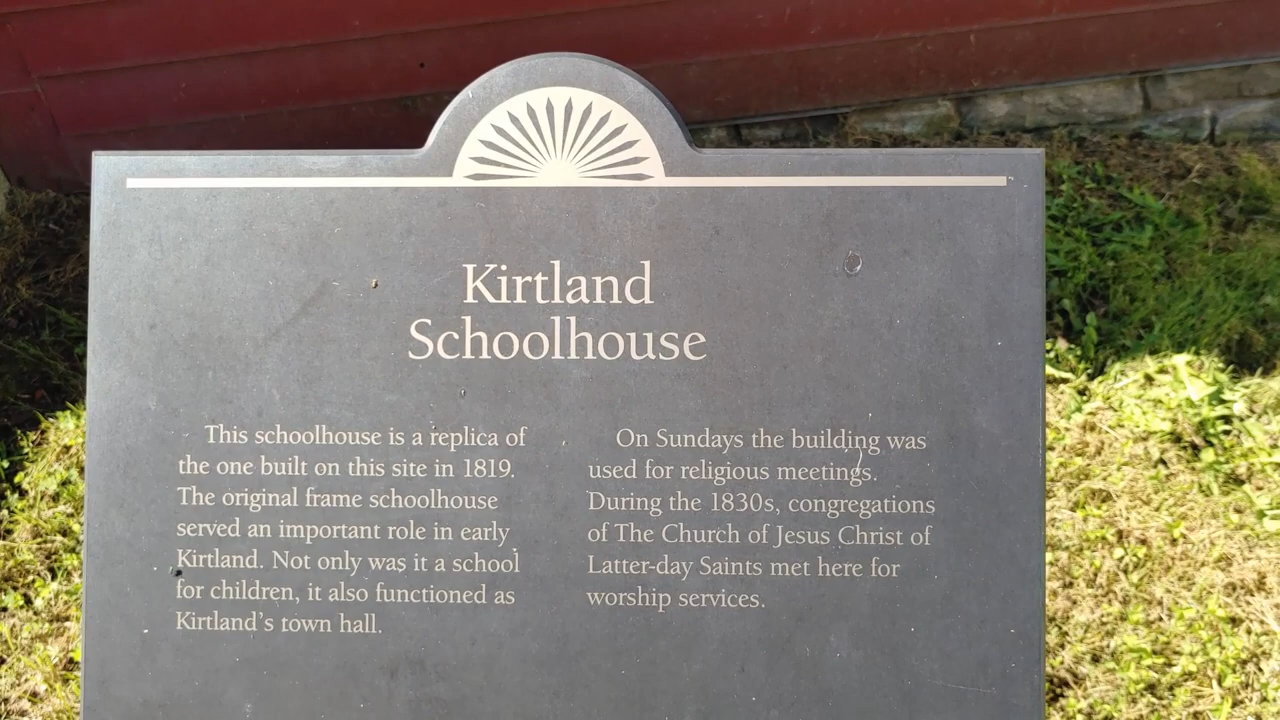 Kirtland
Schoolhouse
This schoolhouse is a replica of
the one built on this site in 1819.
The original frame schoolhouse
served an important role in early
Kirtland. Not only was it a school
for children, it also functioned as
Kirtland's town hall.
On Sundays the building was
used for religious meetings.
During the 1830s, congregations
of The Church of Jesus Christ of
Latter-day Saints met here for
worship services.